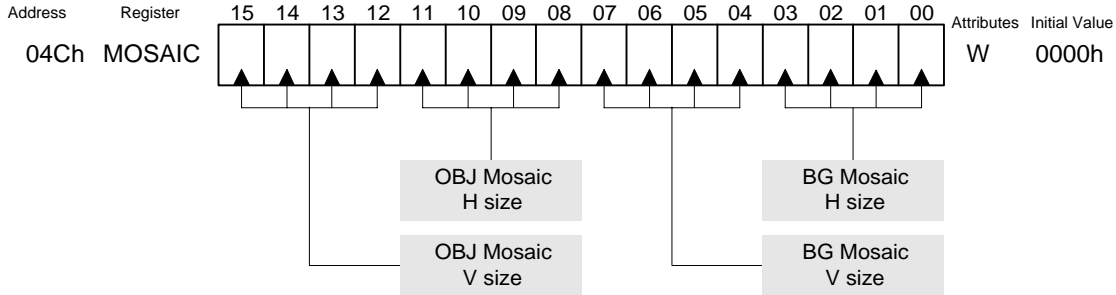 Address Register 15 14 13 12 11 10 09 08 07 06 05 04 03 02 01 00 Attributes Initial Value
04Ch MOSAIC W 0000h
OBJ Mosaic
H size
BG Mosaic
H size
OBJ Mosaic
V size
BG Mosaic
V size